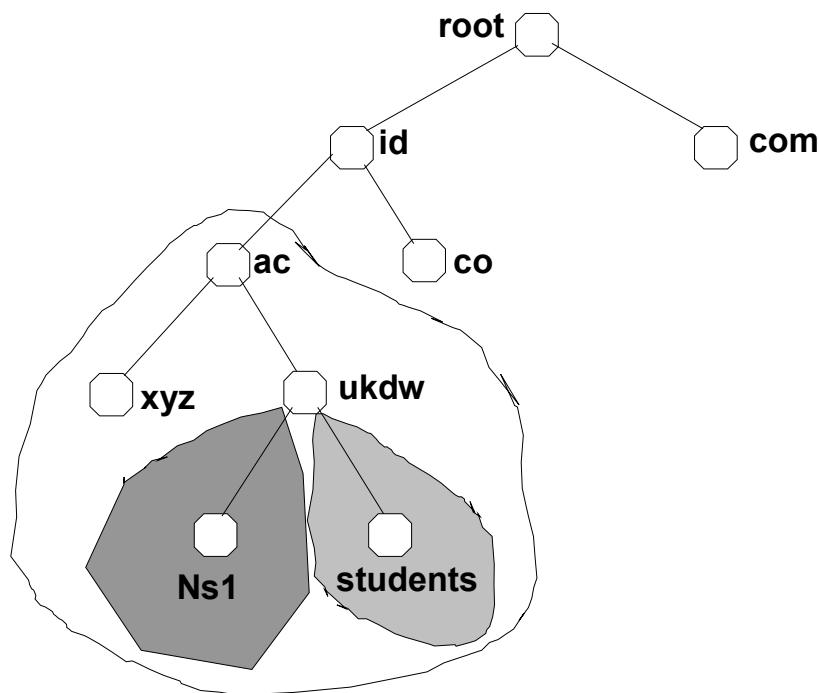 root
id
com
ac
co
xyz
ukdw
Ns1
students